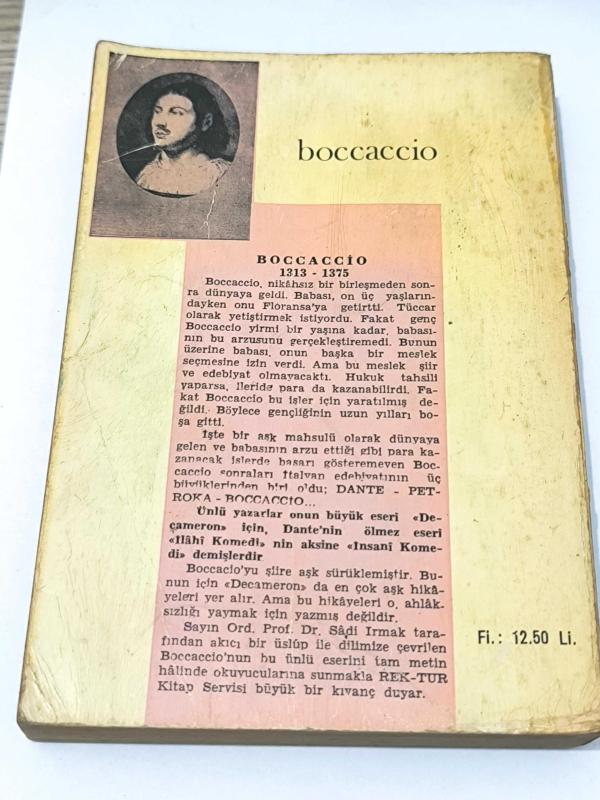 boccaccio
BOCCACCİO
1313 - 1375
Boccaccio, nikâhsız bir birleşmeden son-
ra dünyaya geldi. Babası, on üç yaşların-
dayken onu Floransa'ya getirtti. Tüccar
olarak yetiştirmek istiyordu. Fakat genç
Boccaccio yirmi bir yaşına kadar, babası-
nın bu arzusunu gerçekleştiremedi. Bunun
üzerine babası, onun başka bir meslek
seçmesine izin verdi. Ama bu meslek şiir
ve edebiyat olmayacaktı. Hukuk tahsili
yaparsa, ileride para da kazanabilirdi. Fa-
kat Boccaccio bu işler için yaratılmış de-
ğildi. Böylece gençliğinin uzun yılları bo-
şa gitti.
İşte bir aşk mahsulü olarak dünyaya
gelen ve babasının arzu ettiği gibi para ka-
zanacak işlerde başarı gösteremeyen Boc-
caccio sonraları İtalyan edebiyatının üç
büyüklerinden biri oldu; DANTE - PET-
ROKA - BOCCACCIO...
Ünlü yazarlar onun büyük eseri «De-
çameron» için, Dante'nin ölmez eseri
«İlâhî Komedi» nin aksine «İnsanî Kome-
di» demişlerdir
Boccacio'yu şiire aşk sürüklemiştir. Bu-
nun için «Decameron» da en çok aşk hikâ-
yeleri yer alır. Ama bu hikâyeleri o, ahlâk-
sızlığı yaymak için yazmış değildir.
Sayın Ord. Prof. Dr. Sâdi Irmak tara-
fından akıcı bir üslûp ile dilimize çevrilen
Boccaccio'nun bu ünlü eserini tam metin
hâlinde okuyucularına sunmakla REK-TUR
Kitap Servisi büyük bir kıvanç duyar.
Fi.: 12.50 Li.